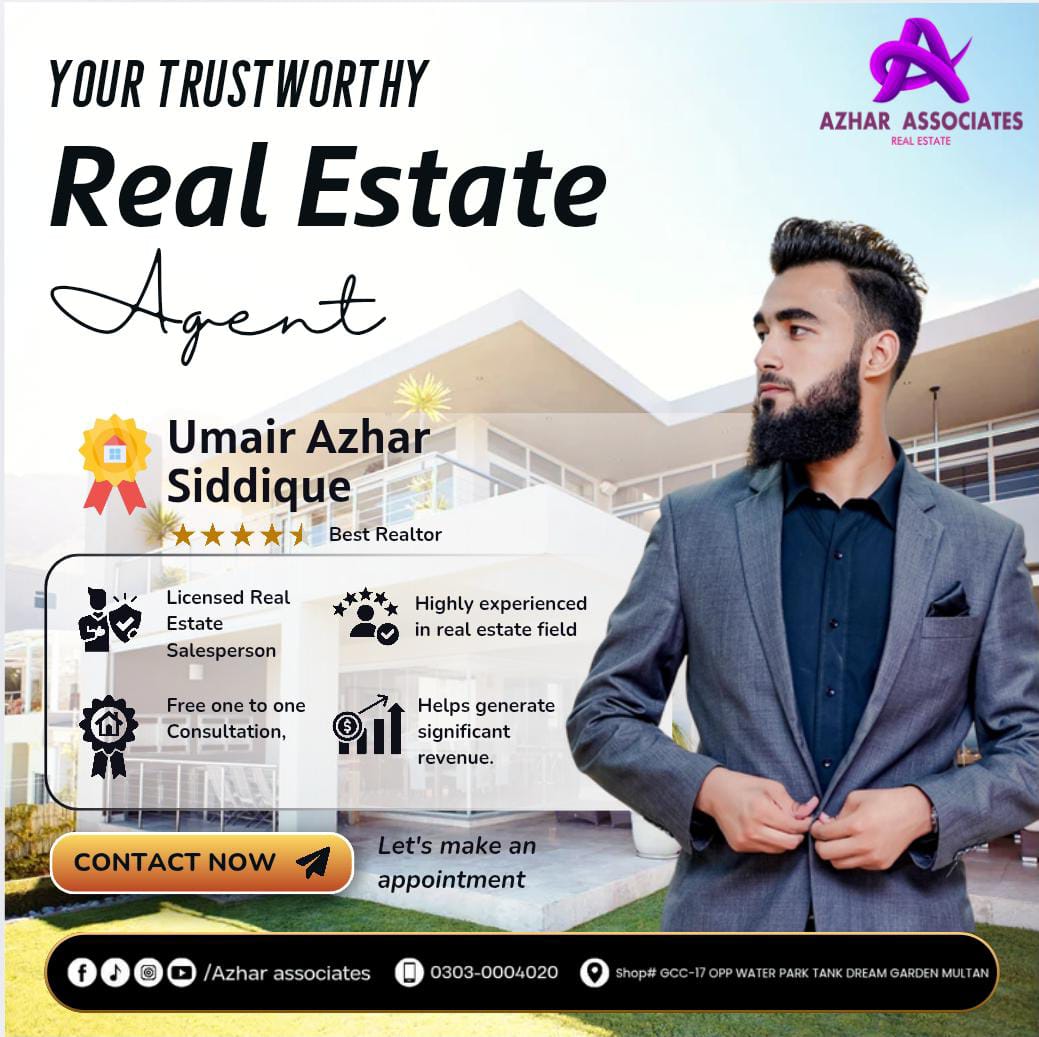 YOUR TRUSTWORTHY
Real Estate
Agent
AZHAR ASSOCIATES
REAL ESTATE
Umair Azhar
Siddique
Best Realtor
Licensed Real
Estate
Salesperson
Highly experienced
in real estate field
Free one to one
Consultation,
Helps generate
significant
revenue.
CONTACT NOW
Let's make an
appointment
/Azhar associates
0303-0004020
Shop# GCC-17 OPP WATER PARK TANK DREAM GARDEN MULTAN